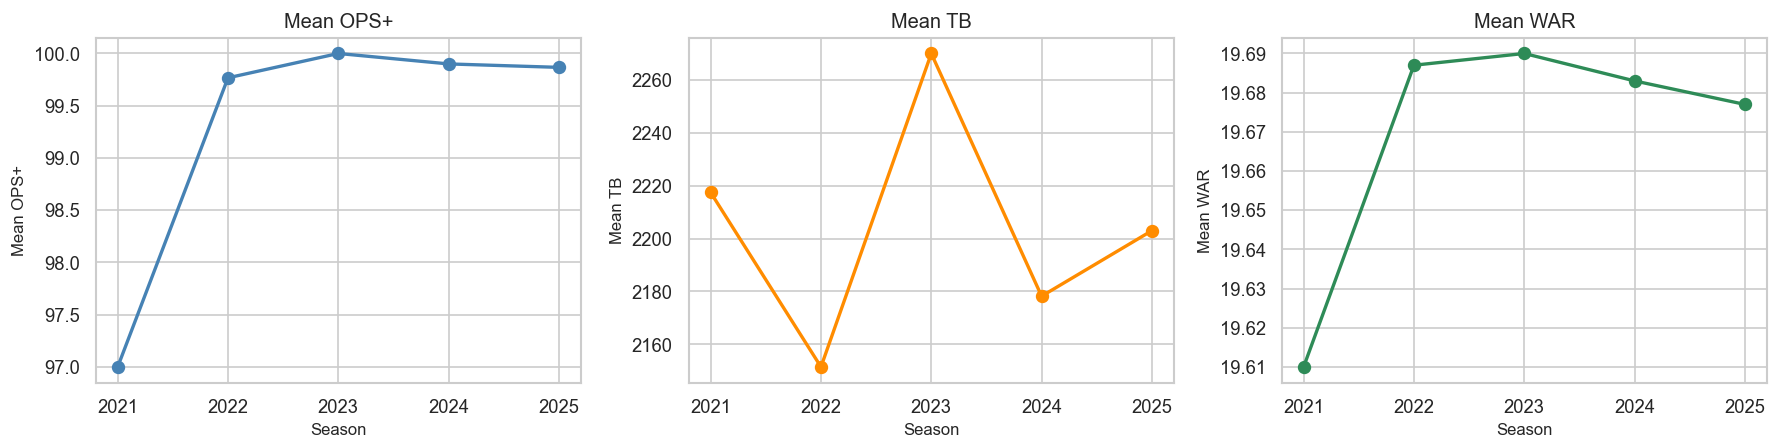 Mean OPS+
100.0
99.5
99.0
98.5
98.0
97.5
97.0
Mean OPS+
2021 2022 2023 2024 2025
Season
Mean TB
2260
2240
2220
2200
2180
2160
Mean TB
2021 2022 2023 2024 2025
Season
Mean WAR
19.69
19.68
19.67
19.66
19.65
19.64
19.63
19.62
19.61
Mean WAR
2021 2022 2023 2024 2025
Season